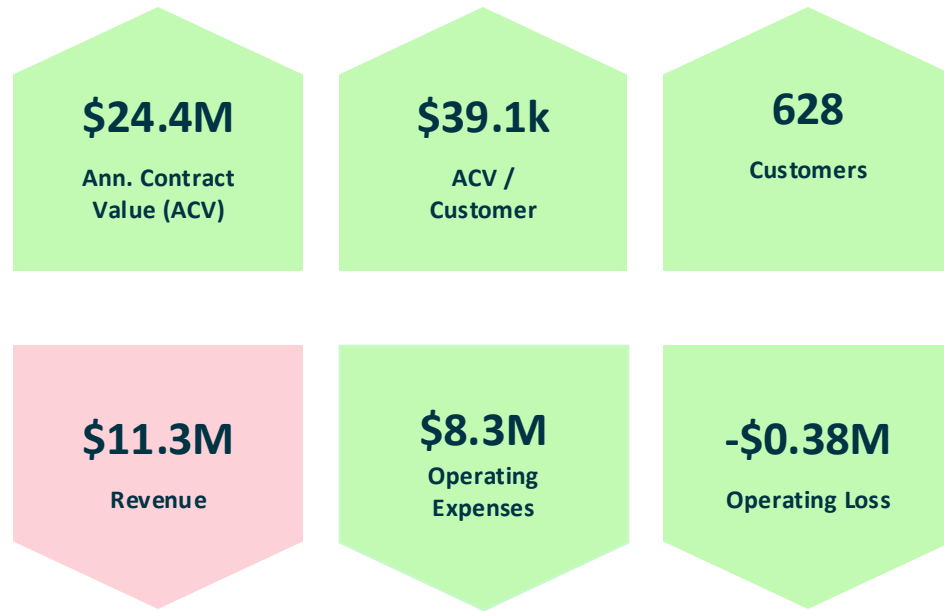 $24.4M
Ann. Contract
Value (ACV)
$39.1k
ACV /
Customer
628
Customers
$11.3M
Revenue
$8.3M
Operating
Expenses
-$0.38M
Operating Loss